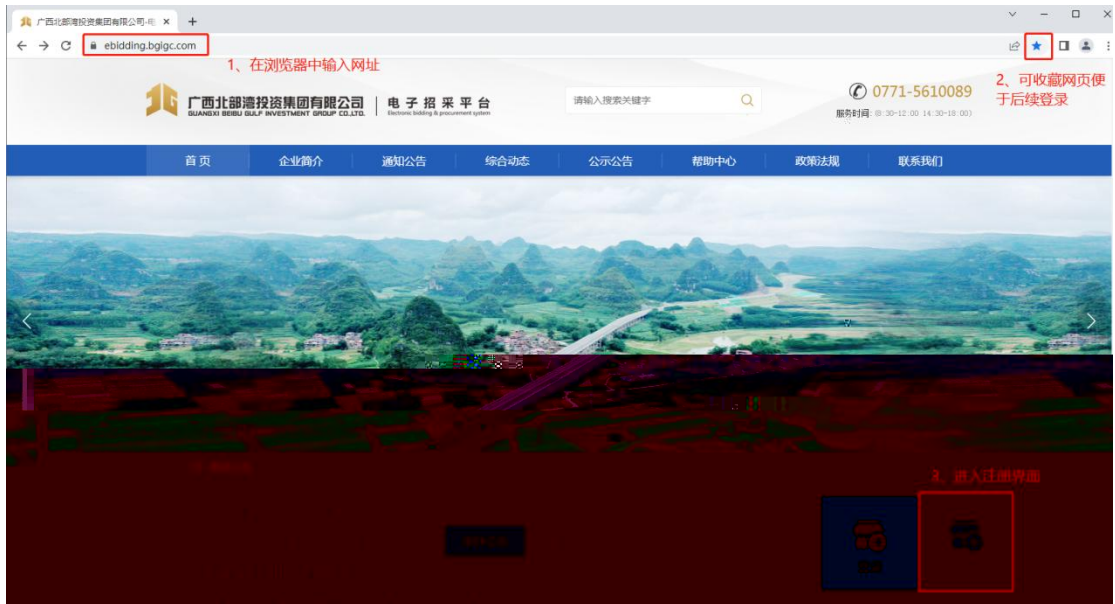 广西北部湾投资集团有限公司-电
ebidding.bgigc.com
1、在浏览器中输入网址
2、可收藏网页便
于后续登录
广西北部湾投资集团有限公司
GUANGXI BEIBU GULF INVESTMENT GROUP CO.,LTD.
电子招采平台
Electronic bidding & procurement system
请输入搜索关键字
0771-5610089
服务时间:(8:30-12:00 14:30-18:00)
首页 企业简介 通知公告 综合动态 公示公告 帮助中心 政策法规 联系我们
3、进入注册界面